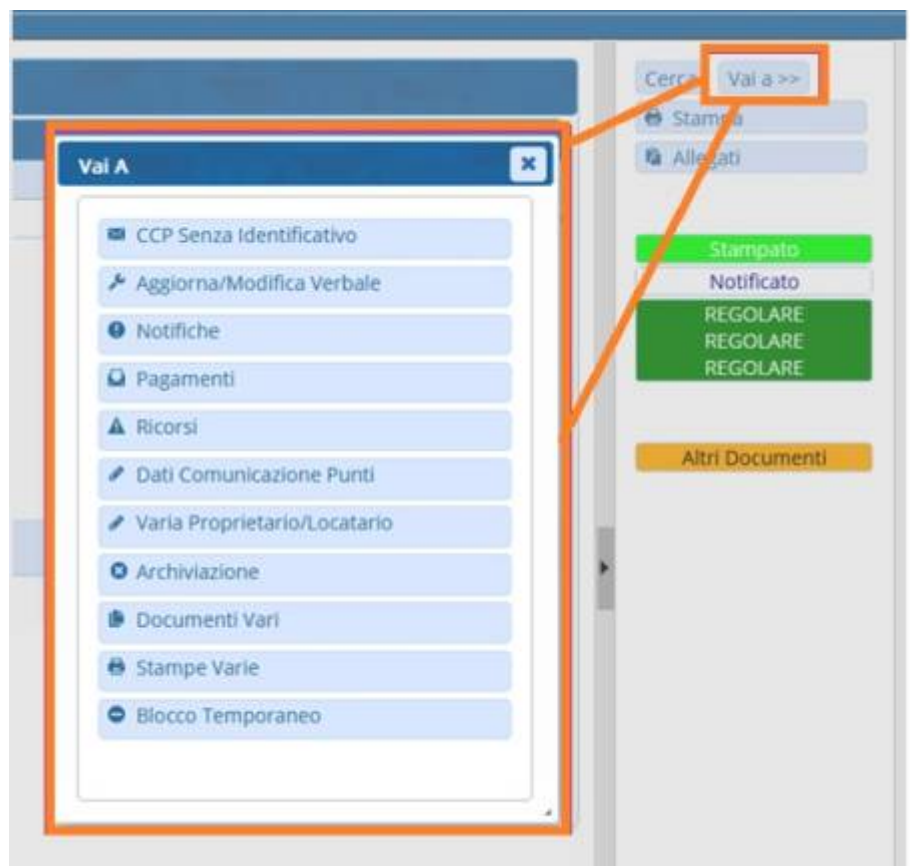 Cerca Vai a >>
Stampa
Allegati
Vai A
CCP Senza Identificativo
Aggiorna/Modifica Verbale
Notifiche
Pagamenti
Ricorsi
Dati Comunicazione Punti
Varia Proprietario/Locatario
Archiviazione
Documenti Vari
Stampe Varie
Blocco Temporaneo
Stampato
Notificato
REGOLARE
REGOLARE
REGOLARE
Altri Documenti